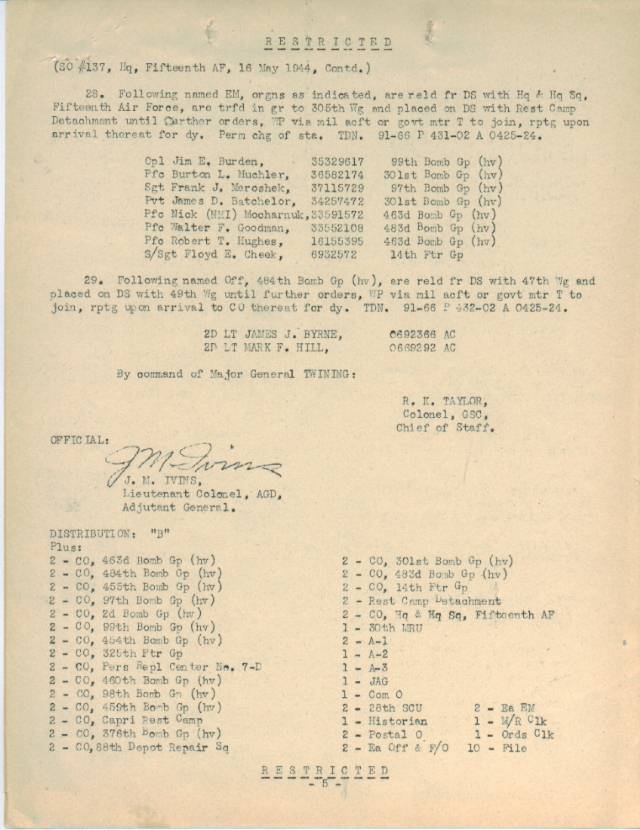 RESTRICTED
(SO #137, Hq, Fifteenth AF, 16 May 1944, Contd.)
28. Following named EM, orgns as indicated, are reld fr DS with Hq & Hq Sq,
Fifteenth Air Force, are trfd in gr to 305th Wg and placed on DS with Rest Camp
Detachment until further orders, WP via mil acft or govt mtr T to join, rptg upon
arrival thereat for dy. Perm chg of sta. TDN. 91-66 P 431-02 A 0425-24.
Cpl Jim E. Burden, 35329617 99th Bomb Gp (hv)
Pfc Burton L. Muchler, 36582174 301st Bomb Gp (hv)
Sgt Frank J. Meroshek, 37115729 97th Bomb Gp (hv)
Pvt James D. Batchelor, 34257472 301st Bomb Gp (hv)
Pfc Nick (NMI) Mocharnuk, 33591572 463d Bomb Gp (hv)
Pfc Walter F. Goodman, 33552108 483d Bomb Gp (hv)
Pfc Robert T. Hughes, 16155395 463d Bomb Gp (hv)
S/Sgt Floyd E. Cheek, 6932572 14th Ftr Gp
29. Following named Off, 484th Bomb Gp (hv), are reld fr DS with 47th Wg and
placed on DS with 49th Wg until further orders, WP via mil acft or govt mtr T to
join, rptg upon arrival to CO thereat for dy. TDN. 91-66 P 432-02 A 0425-24.
2D LT JAMES J. BYRNE, 0692366 AC
2D LT MARK F. HILL, 0669292 AC
By command of Major General TWINING:
R. K. TAYLOR,
Colonel, GSC,
Chief of Staff.
OFFICIAL:
J M Ivins
J. M. IVINS,
Lieutenant Colonel, AGD,
Adjutant General.
DISTRIBUTION: "B"
Plus:
2 - CO, 463d Bomb Gp (hv)
2 - CO, 484th Bomb Gp (hv)
2 - CO, 455th Bomb Gp (hv)
2 - CO, 97th Bomb Gp (hv)
2 - CO, 2d Bomb Gp (hv)
2 - CO, 99th Bomb Gp (hv)
2 - CO, 454th Bomb Gp (hv)
2 - CO, 325th Ftr Gp
2 - CO, Pers Repl Center No. 7-D
2 - CO, 460th Bomb Gp (hv)
2 - CO, 98th Bomb Gp (hv)
2 - CO, 459th Bomb Gp (hv)
2 - CO, Capri Rest Camp
2 - CO, 376th Bomb Gp (hv)
2 - CO, 88th Depot Repair Sq
2 - CO, 301st Bomb Gp (hv)
2 - CO, 483d Bomb Gp (hv)
2 - CO, 14th Ftr Gp
2 - Rest Camp Detachment
2 - CO, Hq & Hq Sq, Fifteenth AF
1 - 30th MRU
2 - A-1
1 - A-2
1 - A-3
1 - JAG
1 - Com O
2 - 28th SCU 2 - Ea EM
1 - Historian 1 - M/R Clk
2 - Postal O 1 - Ords Clk
2 - Ea Off & F/O 10 - File
RESTRICTED
- 5 -